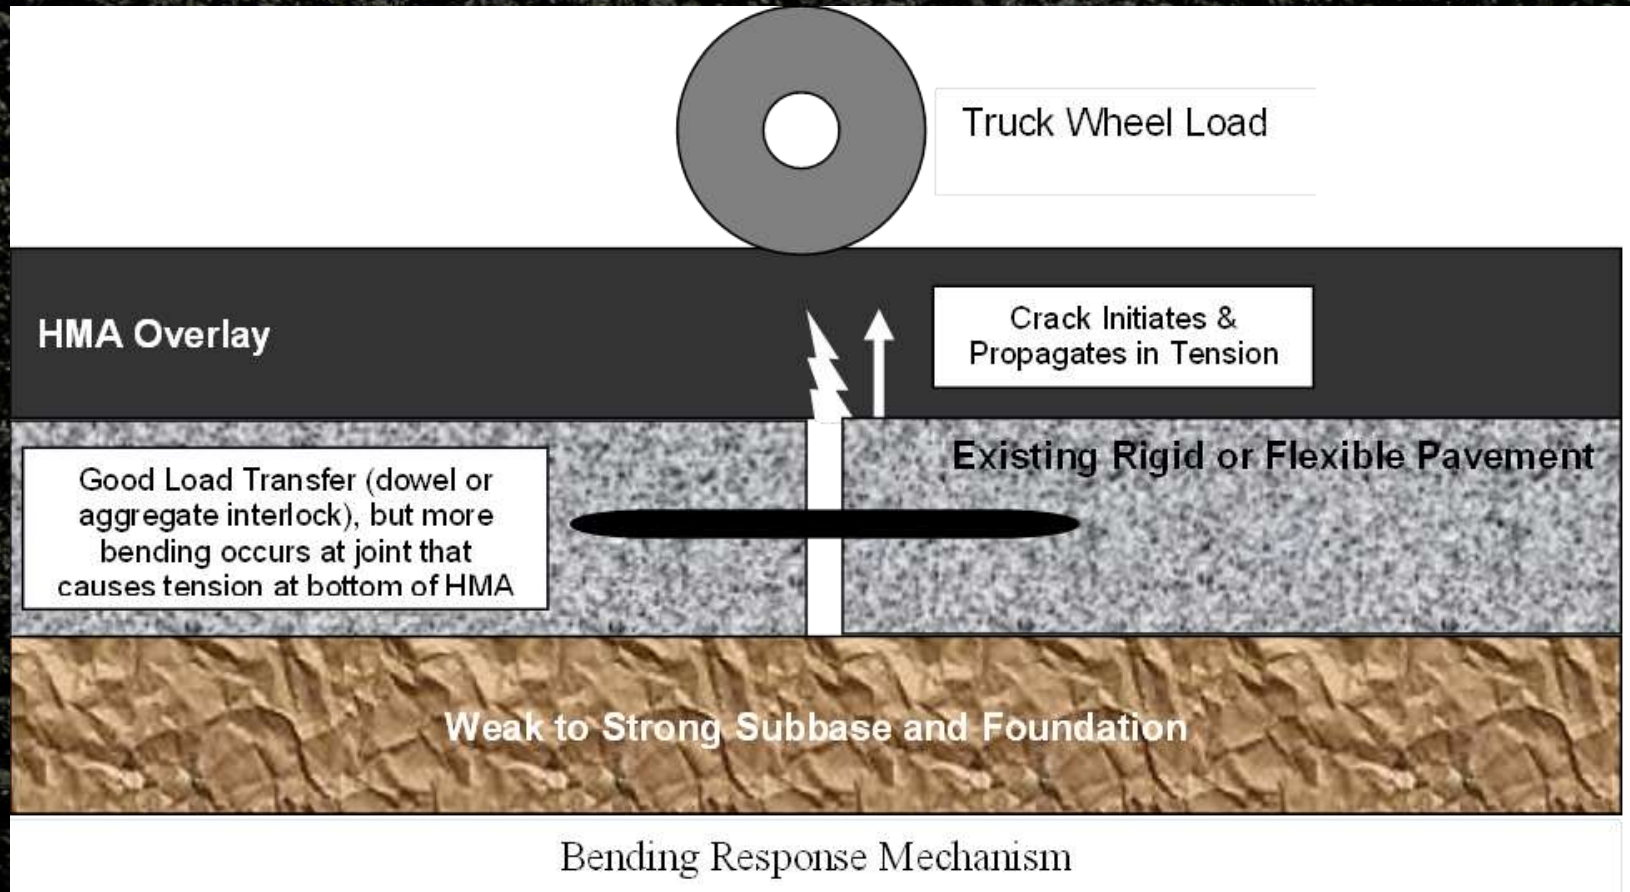 Truck Wheel Load
HMA Overlay
Crack Initiates &
Propagates in Tension
Existing Rigid or Flexible Pavement
Good Load Transfer (dowel or
aggregate interlock), but more
bending occurs at joint that
causes tension at bottom of HMA
Weak to Strong Subbase and Foundation
Bending Response Mechanism